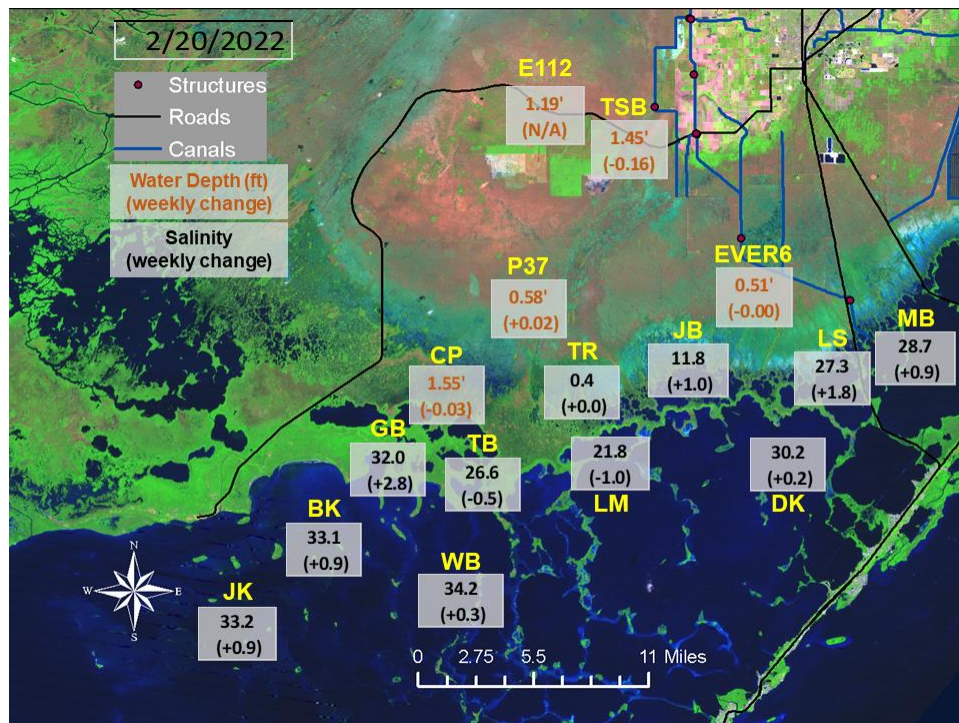 2/20/2022
Structures
Roads
Canals
Water Depth (ft)
(weekly change)
Salinity
(weekly change)
E112
1.19'
(N/A)
TSB
1.45'
(-0.16)
P37
0.58'
(+0.02)
EVER6
0.51'
(-0.00)
CP
1.55'
(-0.03)
TR
0.4
(+0.0)
JB
11.8
(+1.0)
LS
27.3
(+1.8)
MB
28.7
(+0.9)
GB
32.0
(+2.8)
TB
26.6
(-0.5)
21.8
(-1.0)
LM
30.2
(+0.2)
DK
BK
33.1
(+0.9)
WB
34.2
(+0.3)
JK
33.2
(+0.9)
N
W E
S
0 2.75 5.5 11 Miles